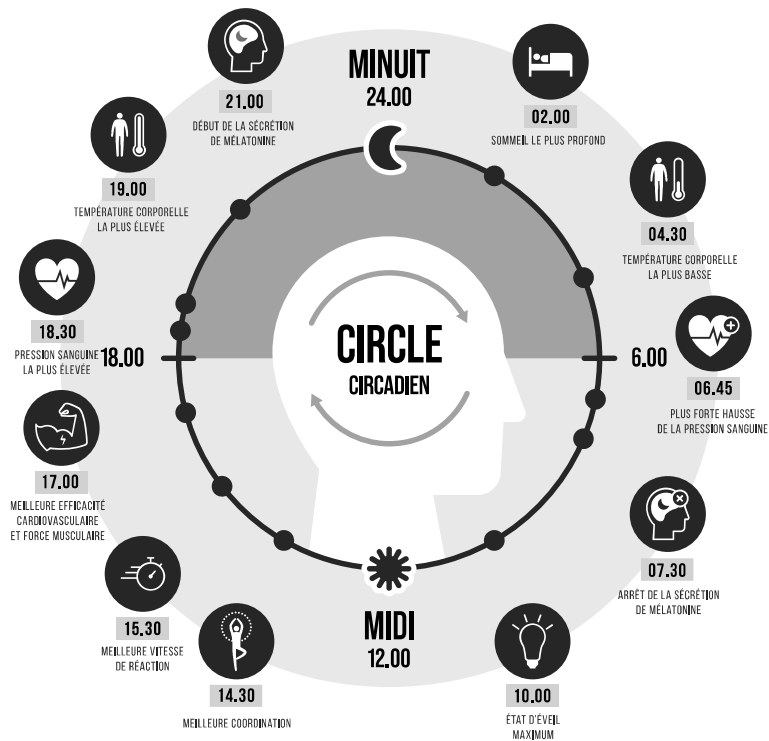 MINUIT
24.00
02.00
SOMMEIL LE PLUS PROFOND
04.30
TEMPÉRATURE CORPORELLE
LA PLUS BASSE
6.00
06.45
PLUS FORTE HAUSSE
DE LA PRESSION SANGUINE
07.30
ARRÊT DE LA SÉCRÉTION
DE MÉLATONINE
10.00
ÉTAT D'ÉVEIL
MAXIMUM
MIDI
12.00
14.30
MEILLEURE COORDINATION
15.30
MEILLEURE VITESSE
DE RÉACTION
17.00
MEILLEUR EFFICACITÉ
CARDIOVASCULAIRE
ET FORCE MUSCULAIRE
18.00
18.30
PRESSION SANGUINE
LA PLUS ÉLEVÉE
19.00
TEMPÉRATURE CORPORELLE
LA PLUS ÉLEVÉE
21.00
DÉBUT DE LA SÉCRÉTION
DE MÉLATONINE
CIRCLE
CIRCADIEN